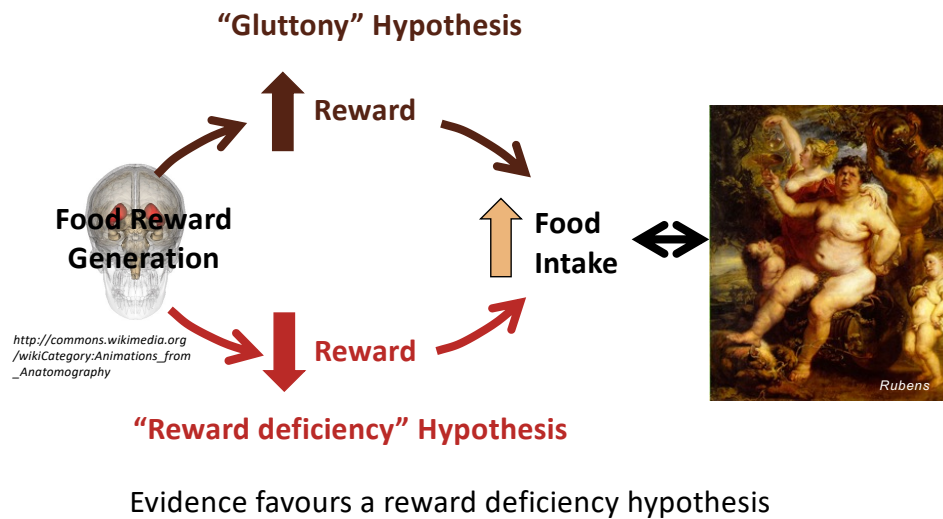 “Gluttony” Hypothesis
Reward
Food Reward
Generation
Food
Intake
http://commons.wikimedia.org
/wikiCategory:Animations_from
_Anatomography
Reward
Rubens
“Reward deficiency” Hypothesis
Evidence favours a reward deficiency hypothesis